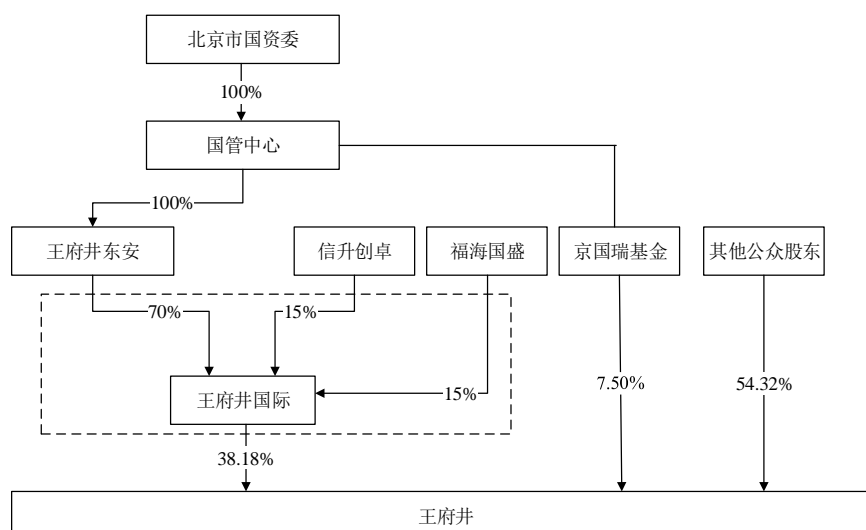 北京市国资委
100%
国管中心
100%
王府井东安
信升创卓
福海国盛
京国瑞基金
其他公众股东
70%
15%
王府井国际
15%
7.50%
54.32%
38.18%
王府井